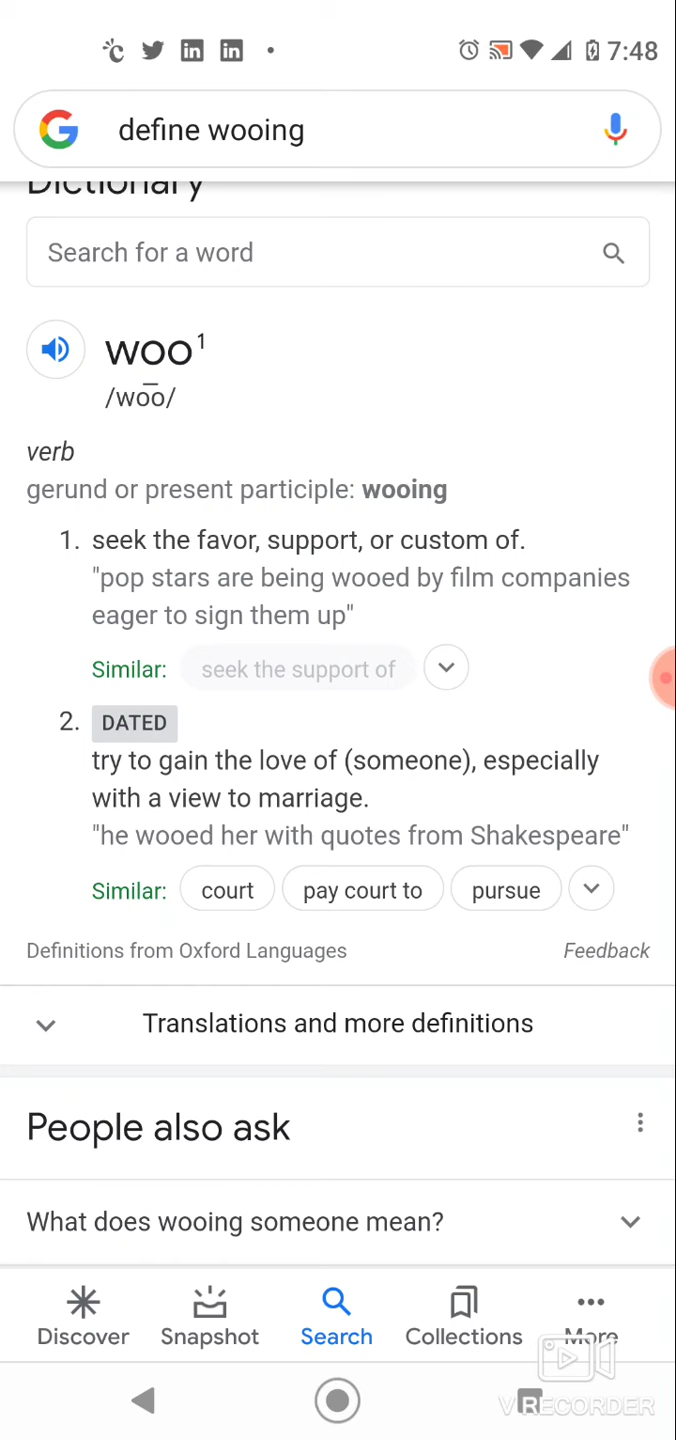 7:48
define wooing
Dictionary
Search for a word
woo1
/wo͞o/
verb
gerund or present participle: wooing
1. seek the favor, support, or custom of.
"pop stars are being wooed by film companies
eager to sign them up"
Similar: seek the support of
2. DATED
try to gain the love of (someone), especially
with a view to marriage.
"he wooed her with quotes from Shakespeare"
Similar: court pay court to pursue
Definitions from Oxford Languages Feedback
Translations and more definitions
People also ask
What does wooing someone mean?
Discover Snapshot Search Collections More
V RECORDER